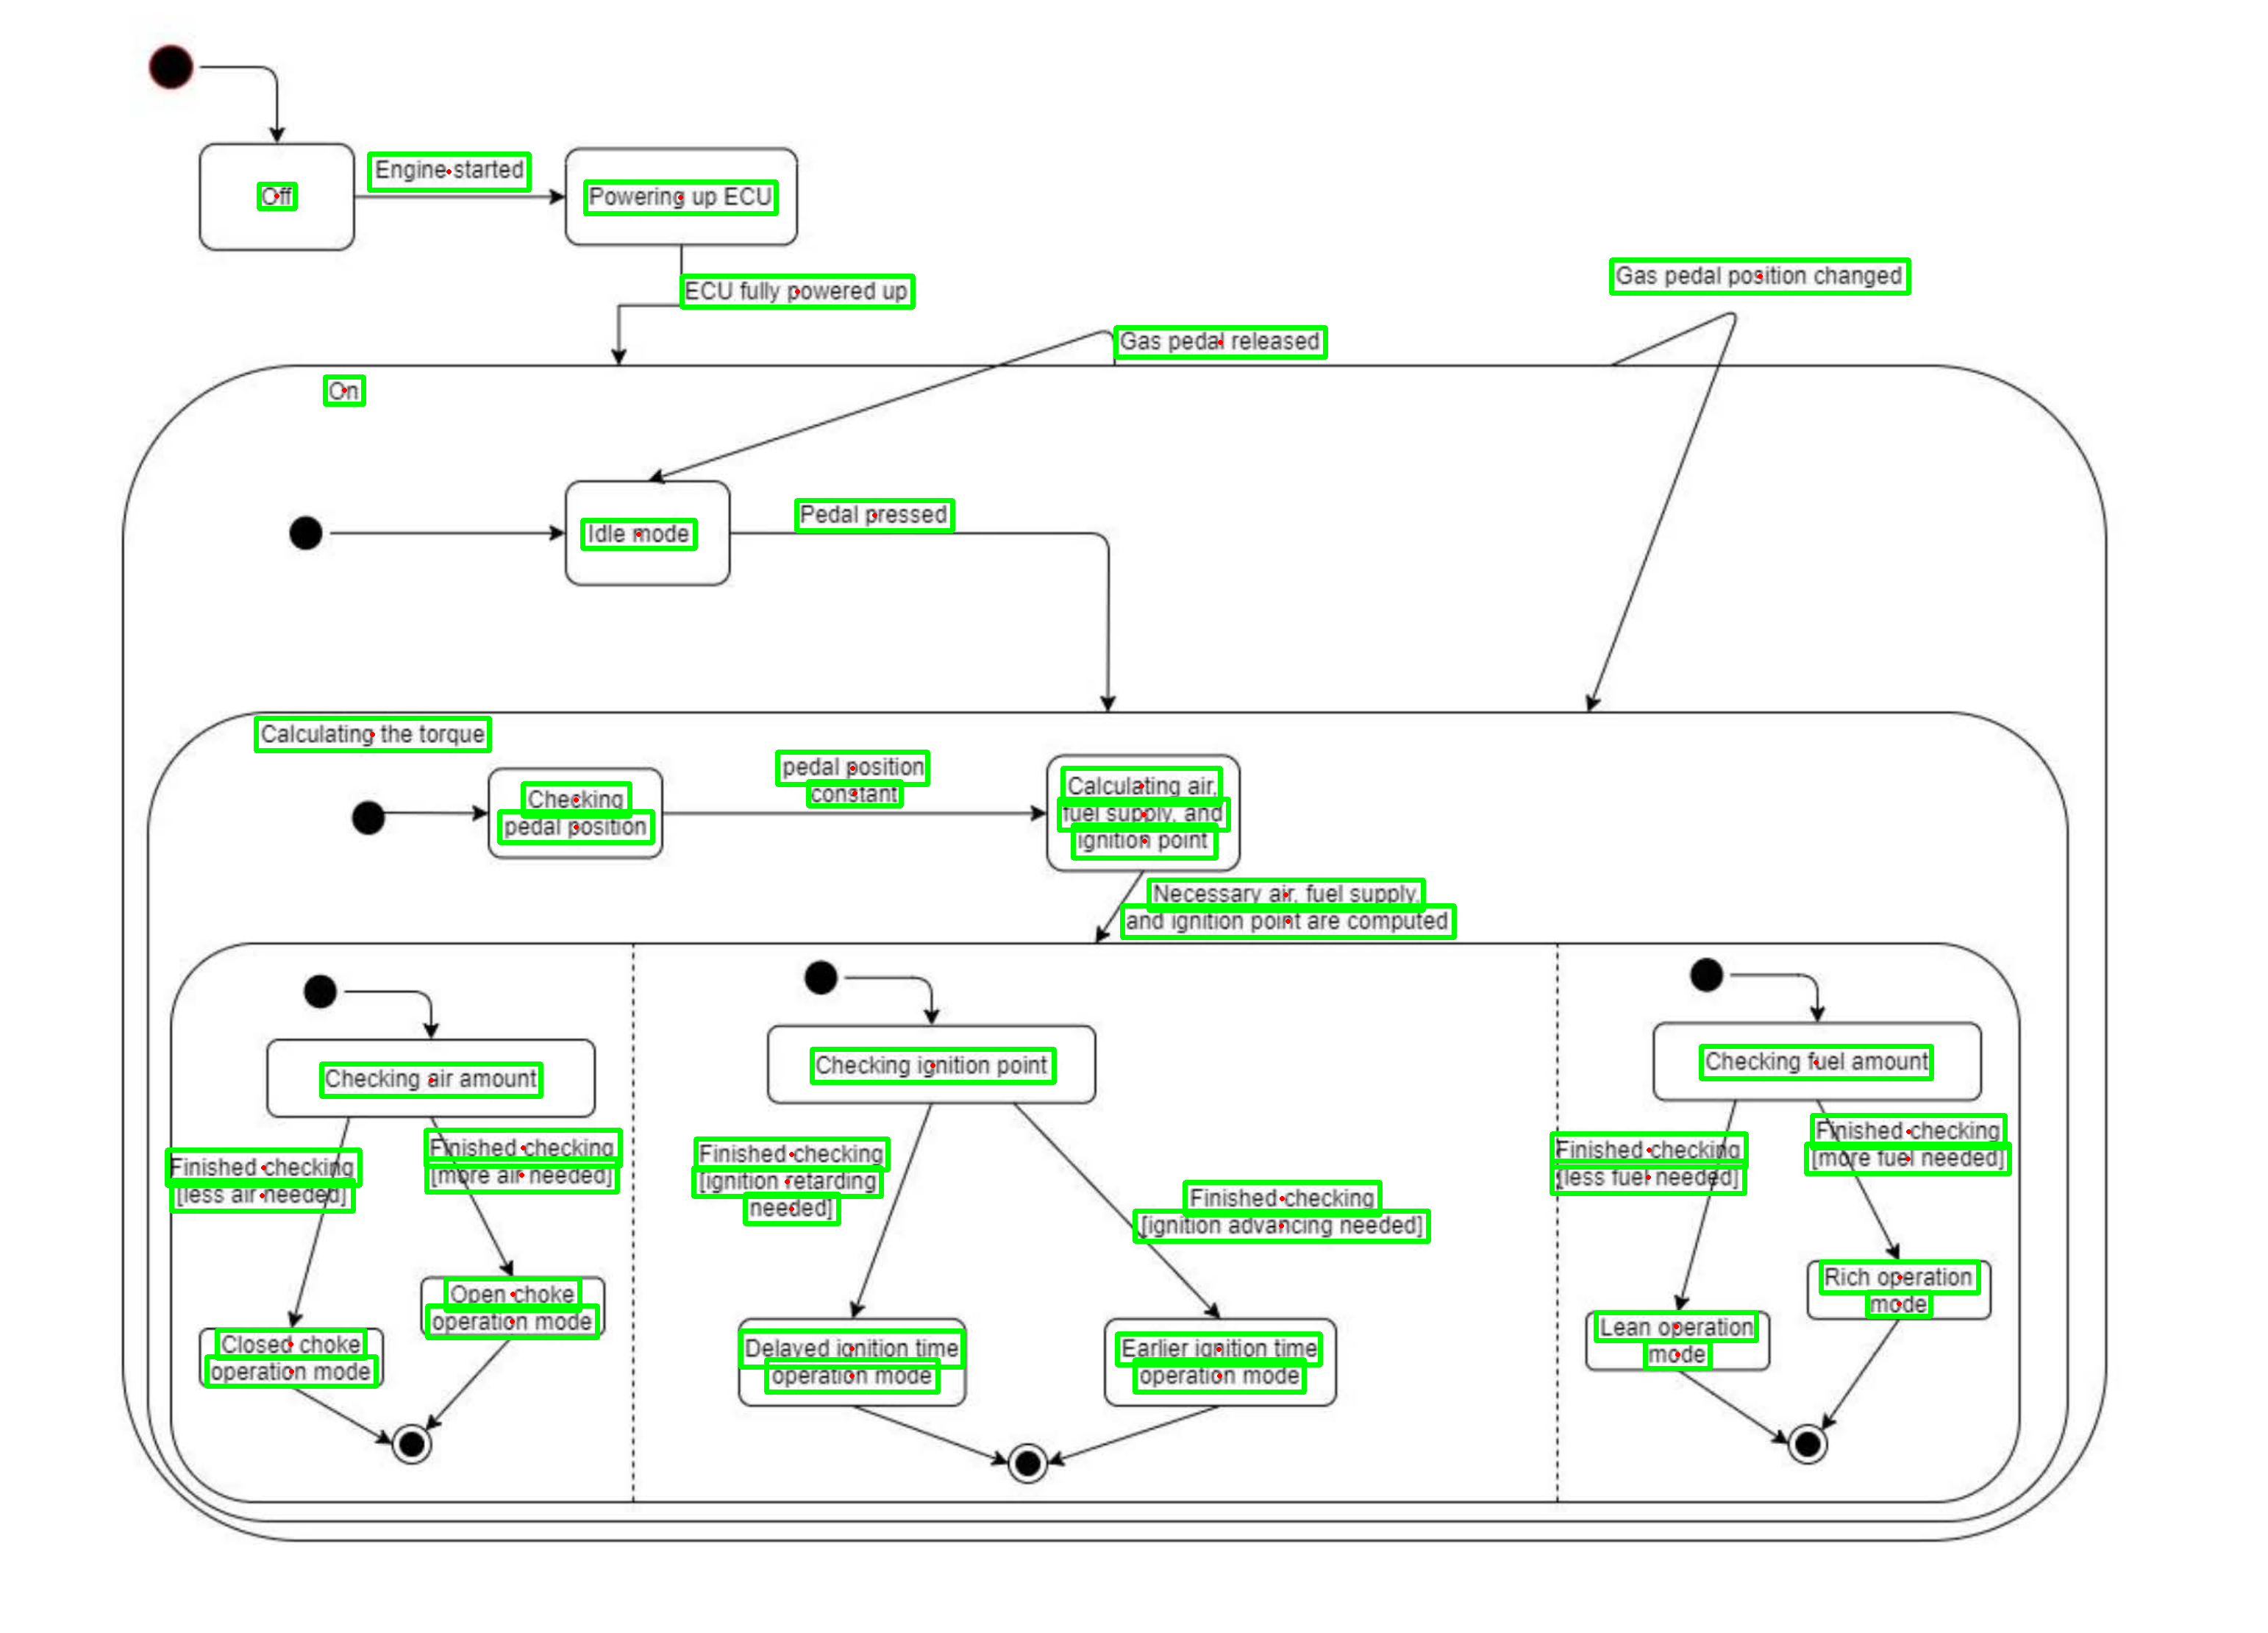 Off
Engine started
Powering up ECU
ECU fully powered up
Gas pedal position changed
Gas pedal released
On
Idle mode
Pedal pressed
Calculating the torque
Checking
pedal position
pedal position
constant
Calculating air,
fuel supply, and
ignition point
Necessary air, fuel supply,
and ignition point are computed
Checking air amount
Finished checking
[less air needed]
Finished checking
[more air needed]
Closed choke
operation mode
Open choke
operation mode
Checking ignition point
Finished checking
[ignition retarding
needed]
Finished checking
[ignition advancing needed]
Delayed ignition time
operation mode
Earlier ignition time
operation mode
Checking fuel amount
Finished checking
[less fuel needed]
Finished checking
[more fuel needed]
Lean operation
mode
Rich operation
mode